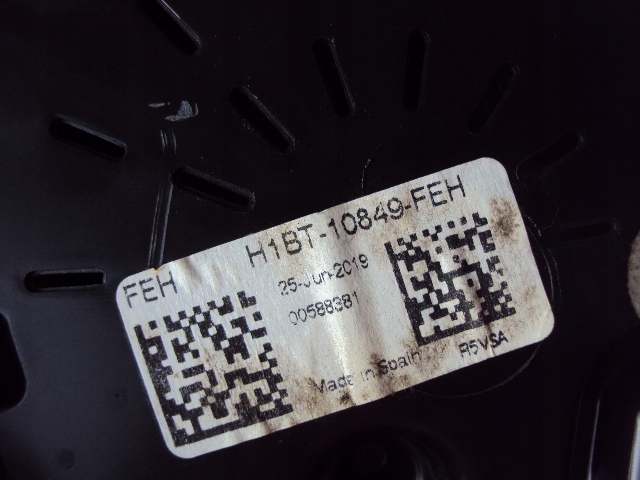 H1BT-10849-FEH
FEH
25-Jun-2019
00588381
Made in Spain
R5VSA